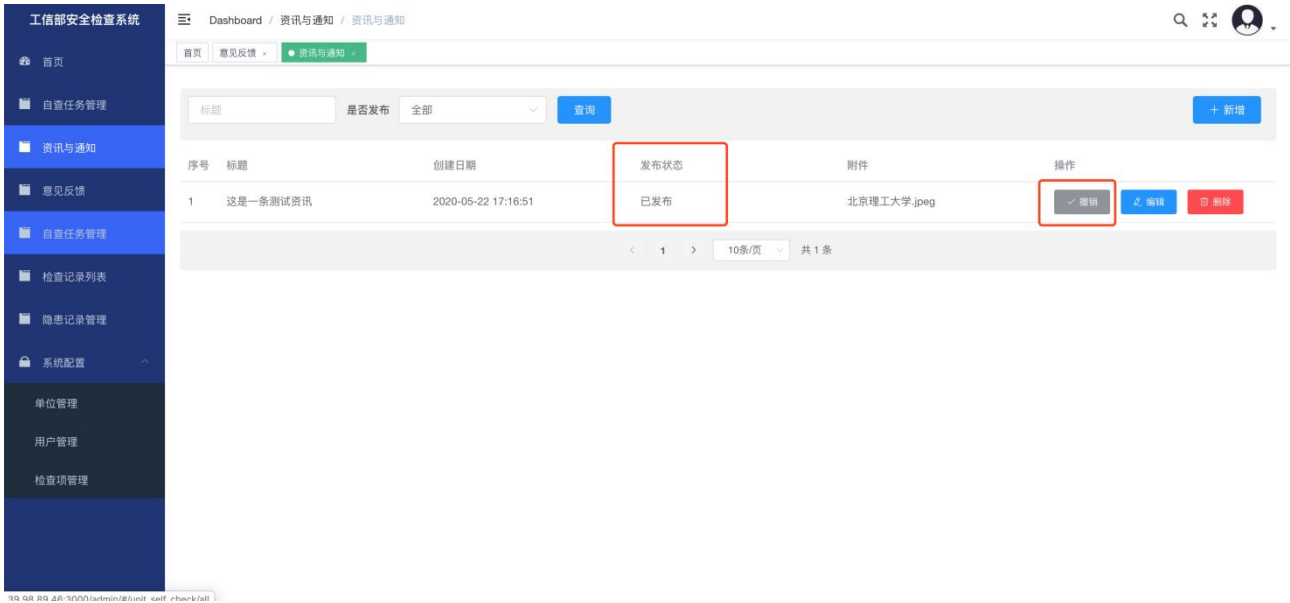 工信部安全检查系统
Dashboard / 资讯与通知 / 资讯与通知
首页 意见反馈 × 资讯与通知 ×
首页
自查任务管理
资讯与通知
意见反馈
自查任务管理
检查记录列表
隐患记录管理
系统配置
单位管理
用户管理
检查项管理
标题 是否发布 全部 查询 + 新增
序号 标题 创建日期 发布状态 附件 操作
1 这是一条测试资讯 2020-05-22 17:16:51 已发布 北京理工大学.jpeg 撤销 编辑 删除
< 1 > 10条/页 共 1 条
39.98.89.46:3000/admin/#/unit_self_check/all